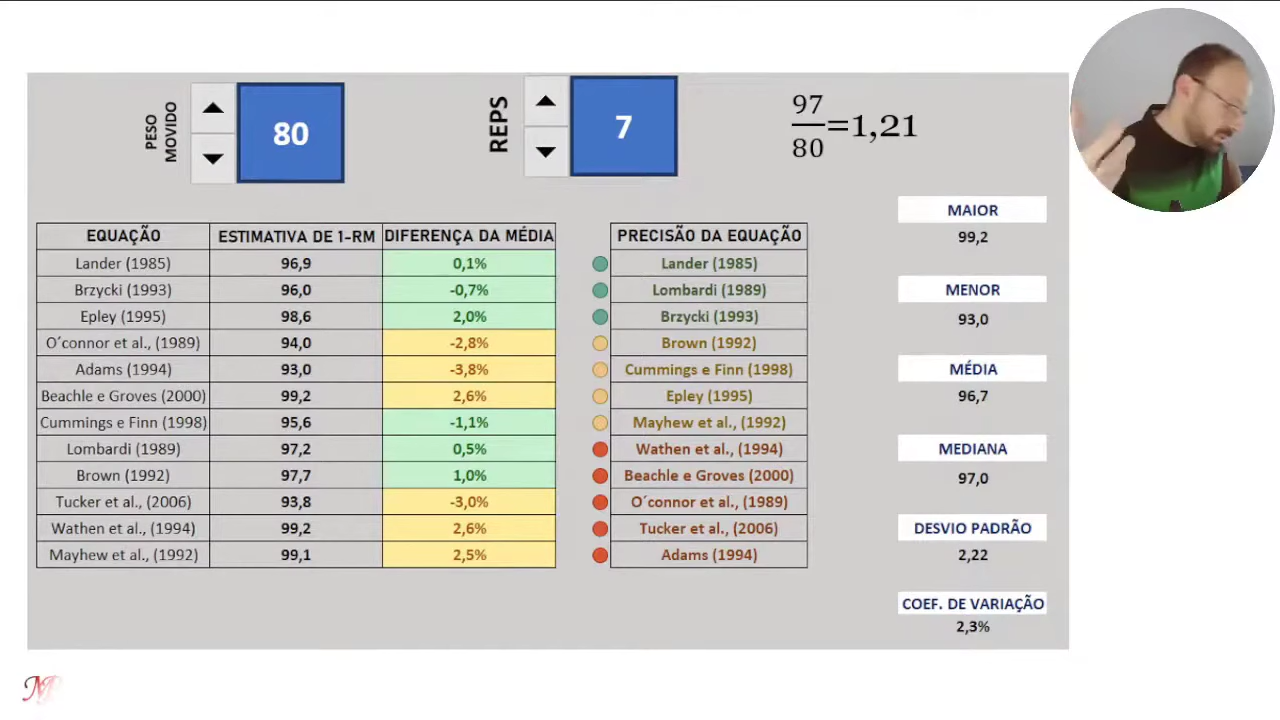 PESO MOVIDO
80
REPS
7
97
80
=1,21
EQUAÇÃO ESTIMATIVA DE 1-RM DIFERENÇA DA MÉDIA
Lander (1985) 96,9 0,1%
Brzycki (1993) 96,0 -0,7%
Epley (1995) 98,6 2,0%
O´connor et al., (1989) 94,0 -2,8%
Adams (1994) 93,0 -3,8%
Beachle e Groves (2000) 99,2 2,6%
Cummings e Finn (1998) 95,6 -1,1%
Lombardi (1989) 97,2 0,5%
Brown (1992) 97,7 1,0%
Tucker et al., (2006) 93,8 -3,0%
Wathen et al., (1994) 99,2 2,6%
Mayhew et al., (1992) 99,1 2,5%
PRECISÃO DA EQUAÇÃO
Lander (1985)
Lombardi (1989)
Brzycki (1993)
Brown (1992)
Cummings e Finn (1998)
Epley (1995)
Mayhew et al., (1992)
Wathen et al., (1994)
Beachle e Groves (2000)
O´connor et al., (1989)
Tucker et al., (2006)
Adams (1994)
MAIOR
99,2
MENOR
93,0
MÉDIA
96,7
MEDIANA
97,0
DESVIO PADRÃO
2,22
COEF. DE VARIAÇÃO
2,3%
M